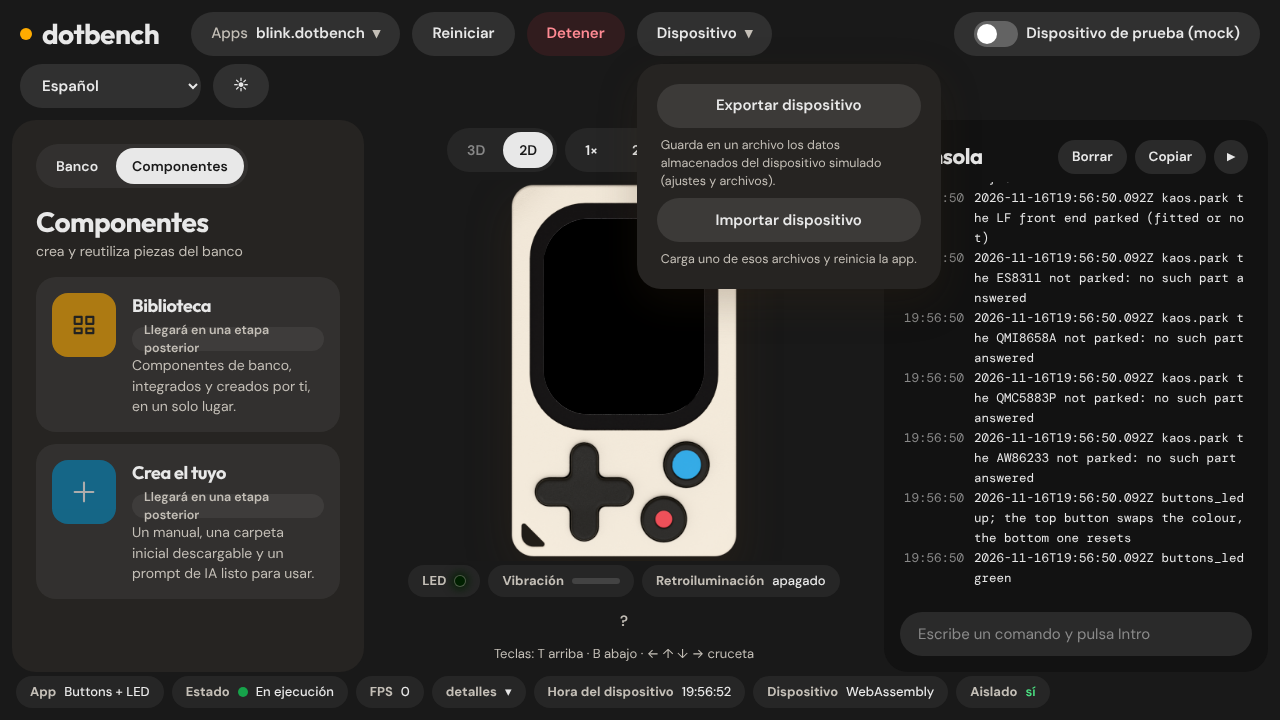 dotbench
Apps blink.dotbench ▾
Reiniciar
Detener
Dispositivo ▾
Dispositivo de prueba (mock)
Español
Exportar dispositivo
Guarda en un archivo los datos
almacenados del dispositivo simulado
(ajustes y archivos).
Importar dispositivo
Carga uno de esos archivos y reinicia la app.
Banco
Componentes
Componentes
crea y reutiliza piezas del banco
Biblioteca
Llegará en una etapa
posterior
Componentes de banco,
integrados y creados por ti,
en un solo lugar.
Crea el tuyo
Llegará en una etapa
posterior
Un manual, una carpeta
inicial descargable y un
prompt de IA listo para usar.
3D
2D
1×
LED
Vibración
Retroiluminación apagado
?
Teclas: T arriba · B abajo · ← ↑ ↓ → cruceta
Borrar
Copiar
2026-11-16T19:56:50.092Z kaos.park t
he LF front end parked (fitted or no
t)
2026-11-16T19:56:50.092Z kaos.park t
he ES8311 not parked: no such part a
nswered
19:56:50 2026-11-16T19:56:50.092Z kaos.park t
he QMI8658A not parked: no such part
answered
19:56:50 2026-11-16T19:56:50.092Z kaos.park t
he QMC5883P not parked: no such part
answered
19:56:50 2026-11-16T19:56:50.092Z kaos.park t
he AW86233 not parked: no such part
answered
19:56:50 2026-11-16T19:56:50.092Z buttons_led
up; the top button swaps the colour,
the bottom one resets
19:56:50 2026-11-16T19:56:50.092Z buttons_led
green
Escribe un comando y pulsa Intro
App Buttons + LED
Estado En ejecución
FPS 0
detalles ▾
Hora del dispositivo 19:56:52
Dispositivo WebAssembly
Aislado sí